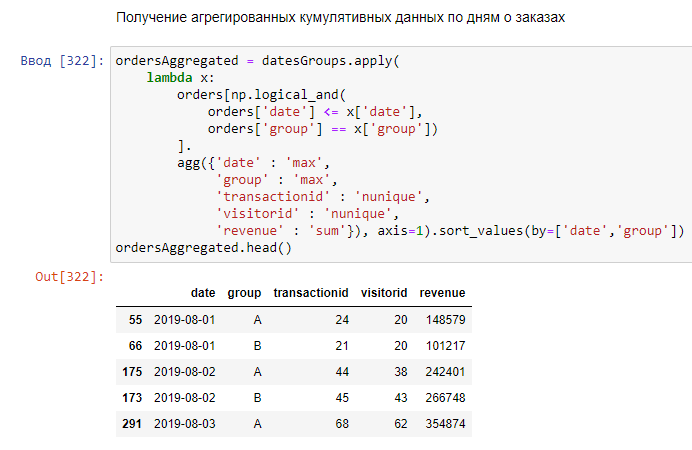 Получение агрегированных кумулятивных данных по дням о заказах
Ввод [322]: ordersAggregated = datesGroups.apply(
lambda x:
orders[np.logical_and(
orders['date'] <= x['date'],
orders['group'] == x['group'])
].
agg({'date' : 'max',
'group' : 'max',
'transactionid' : 'nunique',
'visitorid' : 'nunique',
'revenue' : 'sum'}), axis=1).sort_values(by=['date','group'])
ordersAggregated.head()
Out[322]:
date group transactionid visitorid revenue
55 2019-08-01 A 24 20 148579
66 2019-08-01 B 21 20 101217
175 2019-08-02 A 44 38 242401
173 2019-08-02 B 45 43 266748
291 2019-08-03 A 68 62 354874